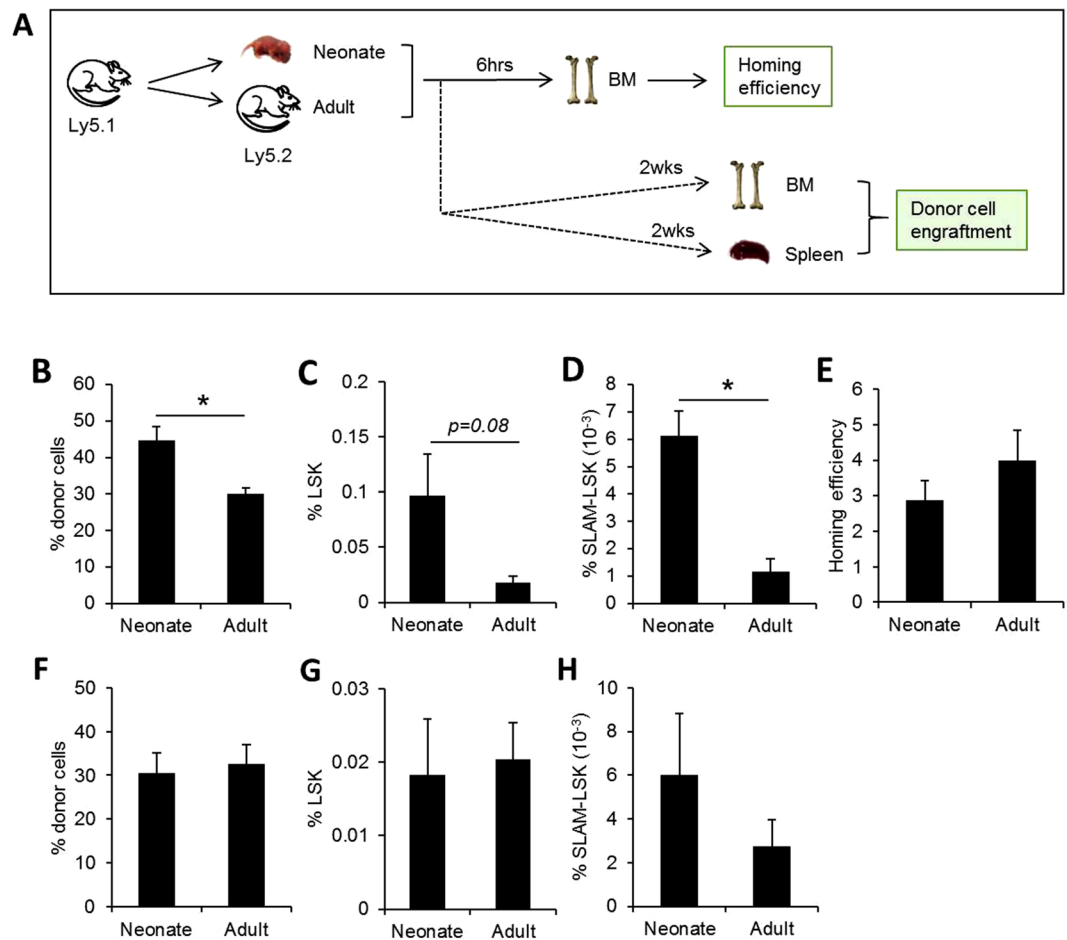 A
Neonate
Adult
Ly5.1
Ly5.2
6hrs
BM
Homing
efficiency
2wks
BM
2wks
Spleen
Donor cell
engraftment
B
60
50
40
30
20
10
0
% donor cells
*
Neonate
Adult
C
0.2
0.15
0.1
0.05
0
% LSK
p=0.08
Neonate
Adult
D
8
7
6
5
4
3
2
1
0
% SLAM-LSK (10⁻³)
*
Neonate
Adult
E
6
5
4
3
2
1
0
Homing efficiency
Neonate
Adult
F
50
40
30
20
10
0
% donor cells
Neonate
Adult
G
0.03
0.02
0.01
0
% LSK
Neonate
Adult
H
10
8
6
4
2
0
% SLAM-LSK (10⁻³)
Neonate
Adult